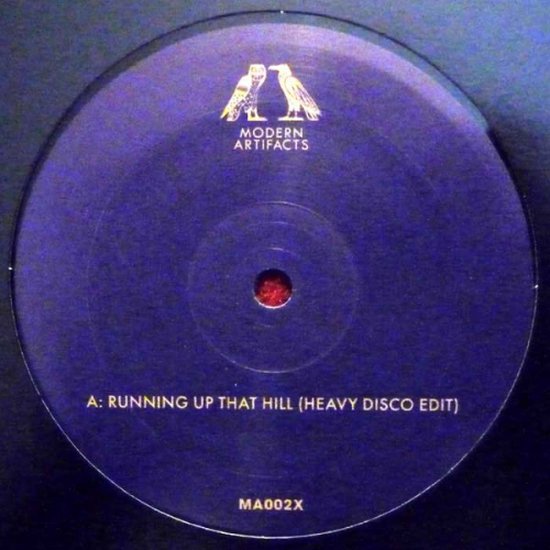 MODERN
ARTIFACTS
A: RUNNING UP THAT HILL (HEAVY DISCO EDIT)
MA002X